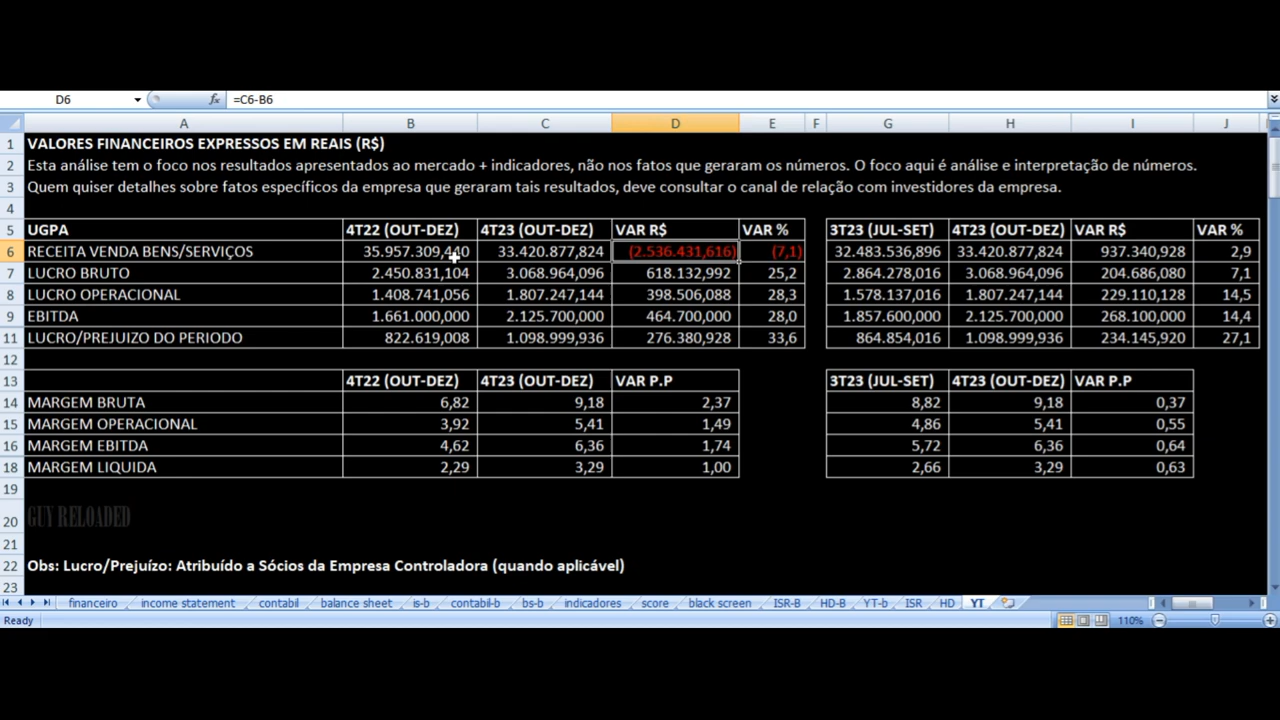 D6 fx =C6-B6
A B C D E F G H I J
1 VALORES FINANCEIROS EXPRESSOS EM REAIS (R$)
2 Esta análise tem o foco nos resultados apresentados ao mercado + indicadores, não nos fatos que geraram os números. O foco aqui é análise e interpretação de números.
3 Quem quiser detalhes sobre fatos específicos da empresa que geraram tais resultados, deve consultar o canal de relação com investidores da empresa.
4
5 UGPA 4T22 (OUT-DEZ) 4T23 (OUT-DEZ) VAR R$ VAR % 3T23 (JUL-SET) 4T23 (OUT-DEZ) VAR R$ VAR %
6 RECEITA VENDA BENS/SERVIÇOS 35.957.309,440 33.420.877,824 (2.536.431,616) (7,1) 32.483.536,896 33.420.877,824 937.340,928 2,9
7 LUCRO BRUTO 2.450.831,104 3.068.964,096 618.132,992 25,2 2.864.278,016 3.068.964,096 204.686,080 7,1
8 LUCRO OPERACIONAL 1.408.741,056 1.807.247,144 398.506,088 28,3 1.578.137,016 1.807.247,144 229.110,128 14,5
9 EBITDA 1.661.000,000 2.125.700,000 464.700,000 28,0 1.857.600,000 2.125.700,000 268.100,000 14,4
11 LUCRO/PREJUIZO DO PERIODO 822.619,008 1.098.999,936 276.380,928 33,6 864.854,016 1.098.999,936 234.145,920 27,1
12
13 4T22 (OUT-DEZ) 4T23 (OUT-DEZ) VAR P.P 3T23 (JUL-SET) 4T23 (OUT-DEZ) VAR P.P
14 MARGEM BRUTA 6,82 9,18 2,37 8,82 9,18 0,37
15 MARGEM OPERACIONAL 3,92 5,41 1,49 4,86 5,41 0,55
16 MARGEM EBITDA 4,62 6,36 1,74 5,72 6,36 0,64
18 MARGEM LIQUIDA 2,29 3,29 1,00 2,66 3,29 0,63
19
20 GUY RELOADED
21
22 Obs: Lucro/Prejuízo: Atribuído a Sócios da Empresa Controladora (quando aplicável)
23
financeiro income statement contabil balance sheet is-b contabil-b bs-b indicadores score black screen ISR-B HD-B YT-b ISR HD YT
Ready 110%